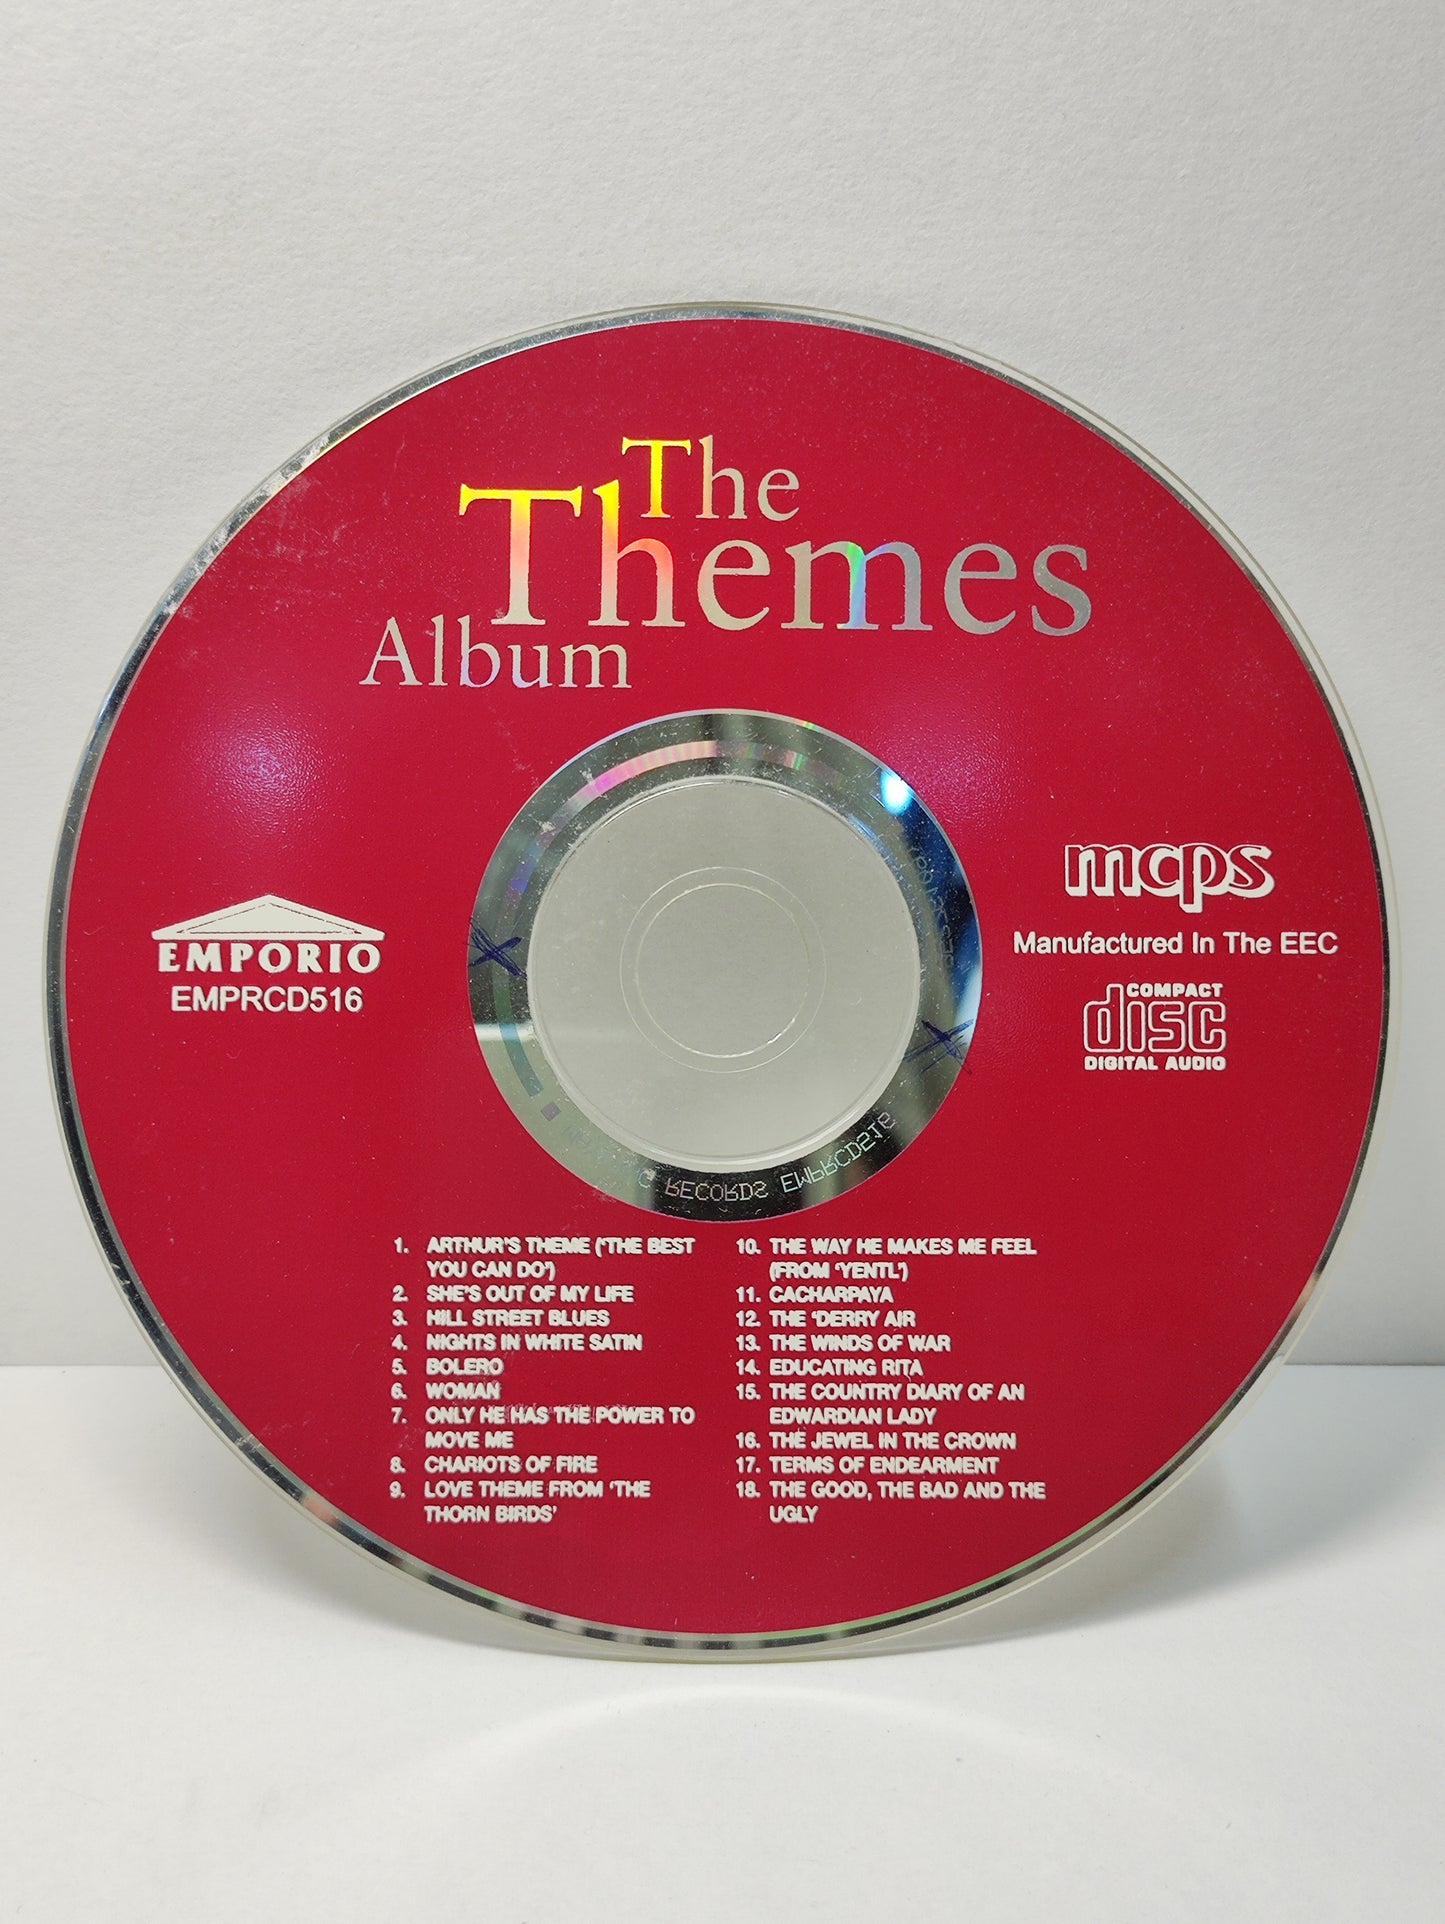 The
Themes
Album
EMPORIO
EMPRCD516
mcps
Manufactured In The EEC
COMPACT
disc
DIGITAL AUDIO
RECORDS EMPRCD516
1. ARTHUR'S THEME ('THE BEST
YOU CAN DO')
2. SHE'S OUT OF MY LIFE
3. HILL STREET BLUES
4. NIGHTS IN WHITE SATIN
5. BOLERO
6. WOMAN
7. ONLY HE HAS THE POWER TO
MOVE ME
8. CHARIOTS OF FIRE
9. LOVE THEME FROM 'THE
THORN BIRDS'
10. THE WAY HE MAKES ME FEEL
(FROM 'YENTL')
11. CACHARPAYA
12. THE 'DERRY AIR
13. THE WINDS OF WAR
14. EDUCATING RITA
15. THE COUNTRY DIARY OF AN
EDWARDIAN LADY
16. THE JEWEL IN THE CROWN
17. TERMS OF ENDEARMENT
18. THE GOOD, THE BAD AND THE
UGLY